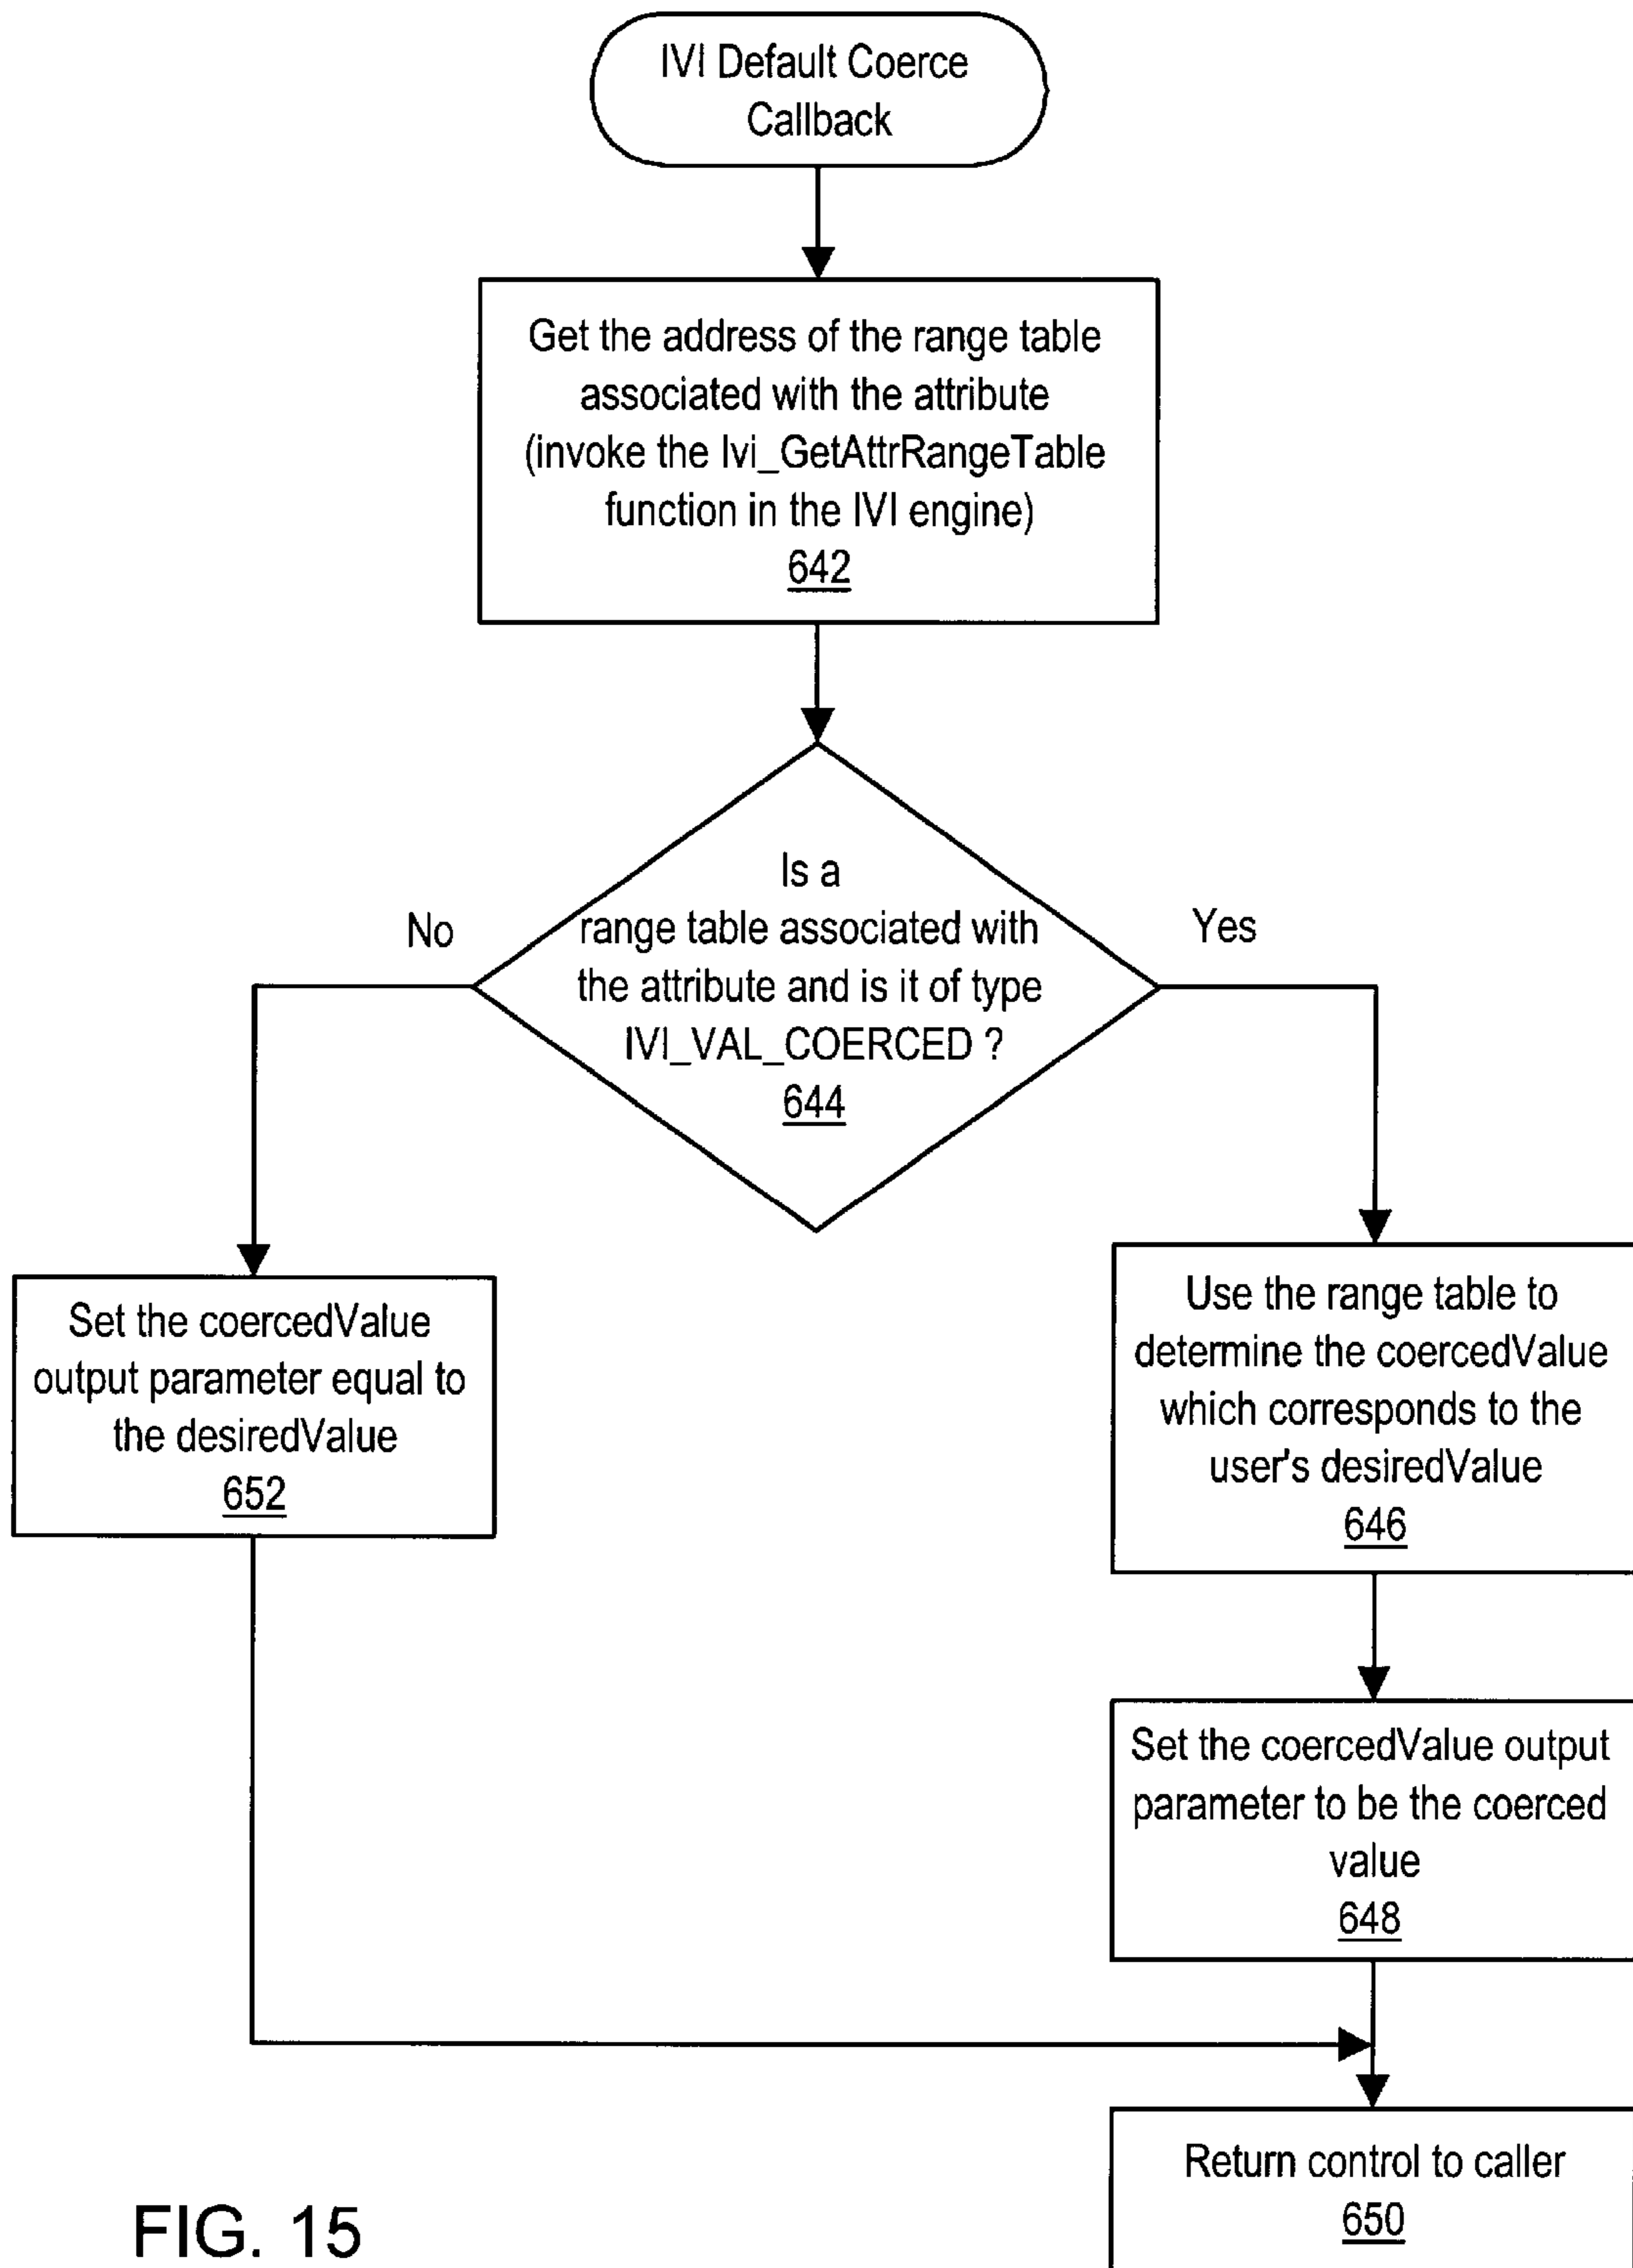 IVI Default Coerce
Callback
Get the address of the range table
associated with the attribute
(invoke the Ivi_GetAttrRangeTable
function in the IVI engine)
642
Is a
range table associated with
the attribute and is it of type
IVI_VAL_COERCED ?
644
No
Yes
Set the coercedValue
output parameter equal to
the desiredValue
652
Use the range table to
determine the coercedValue
which corresponds to the
user's desiredValue
646
Set the coercedValue output
parameter to be the coerced
value
648
Return control to caller
650
FIG. 15